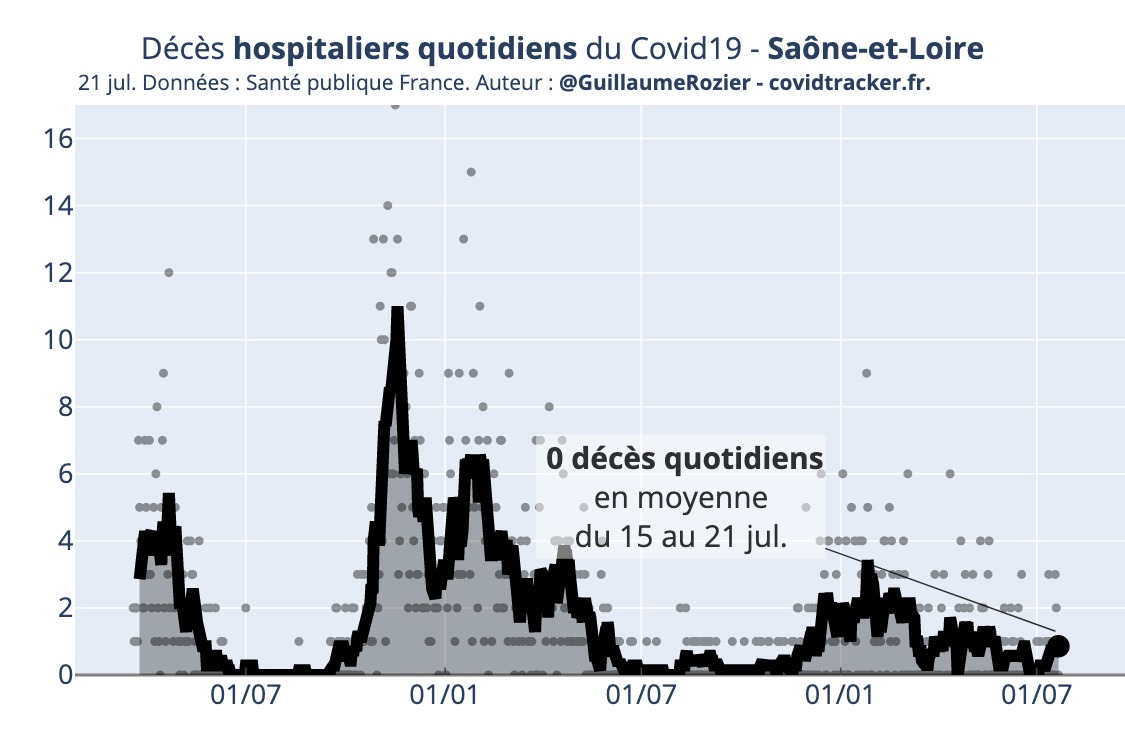 Décès hospitaliers quotidiens du Covid19 - Saône-et-Loire
21 jul. Données : Santé publique France. Auteur : @GuillaumeRozier - covidtracker.fr.
16
14
12
10
8
6
4
2
0
0 décès quotidiens
en moyenne
du 15 au 21 jul.
01/07 01/01 01/07 01/01 01/07